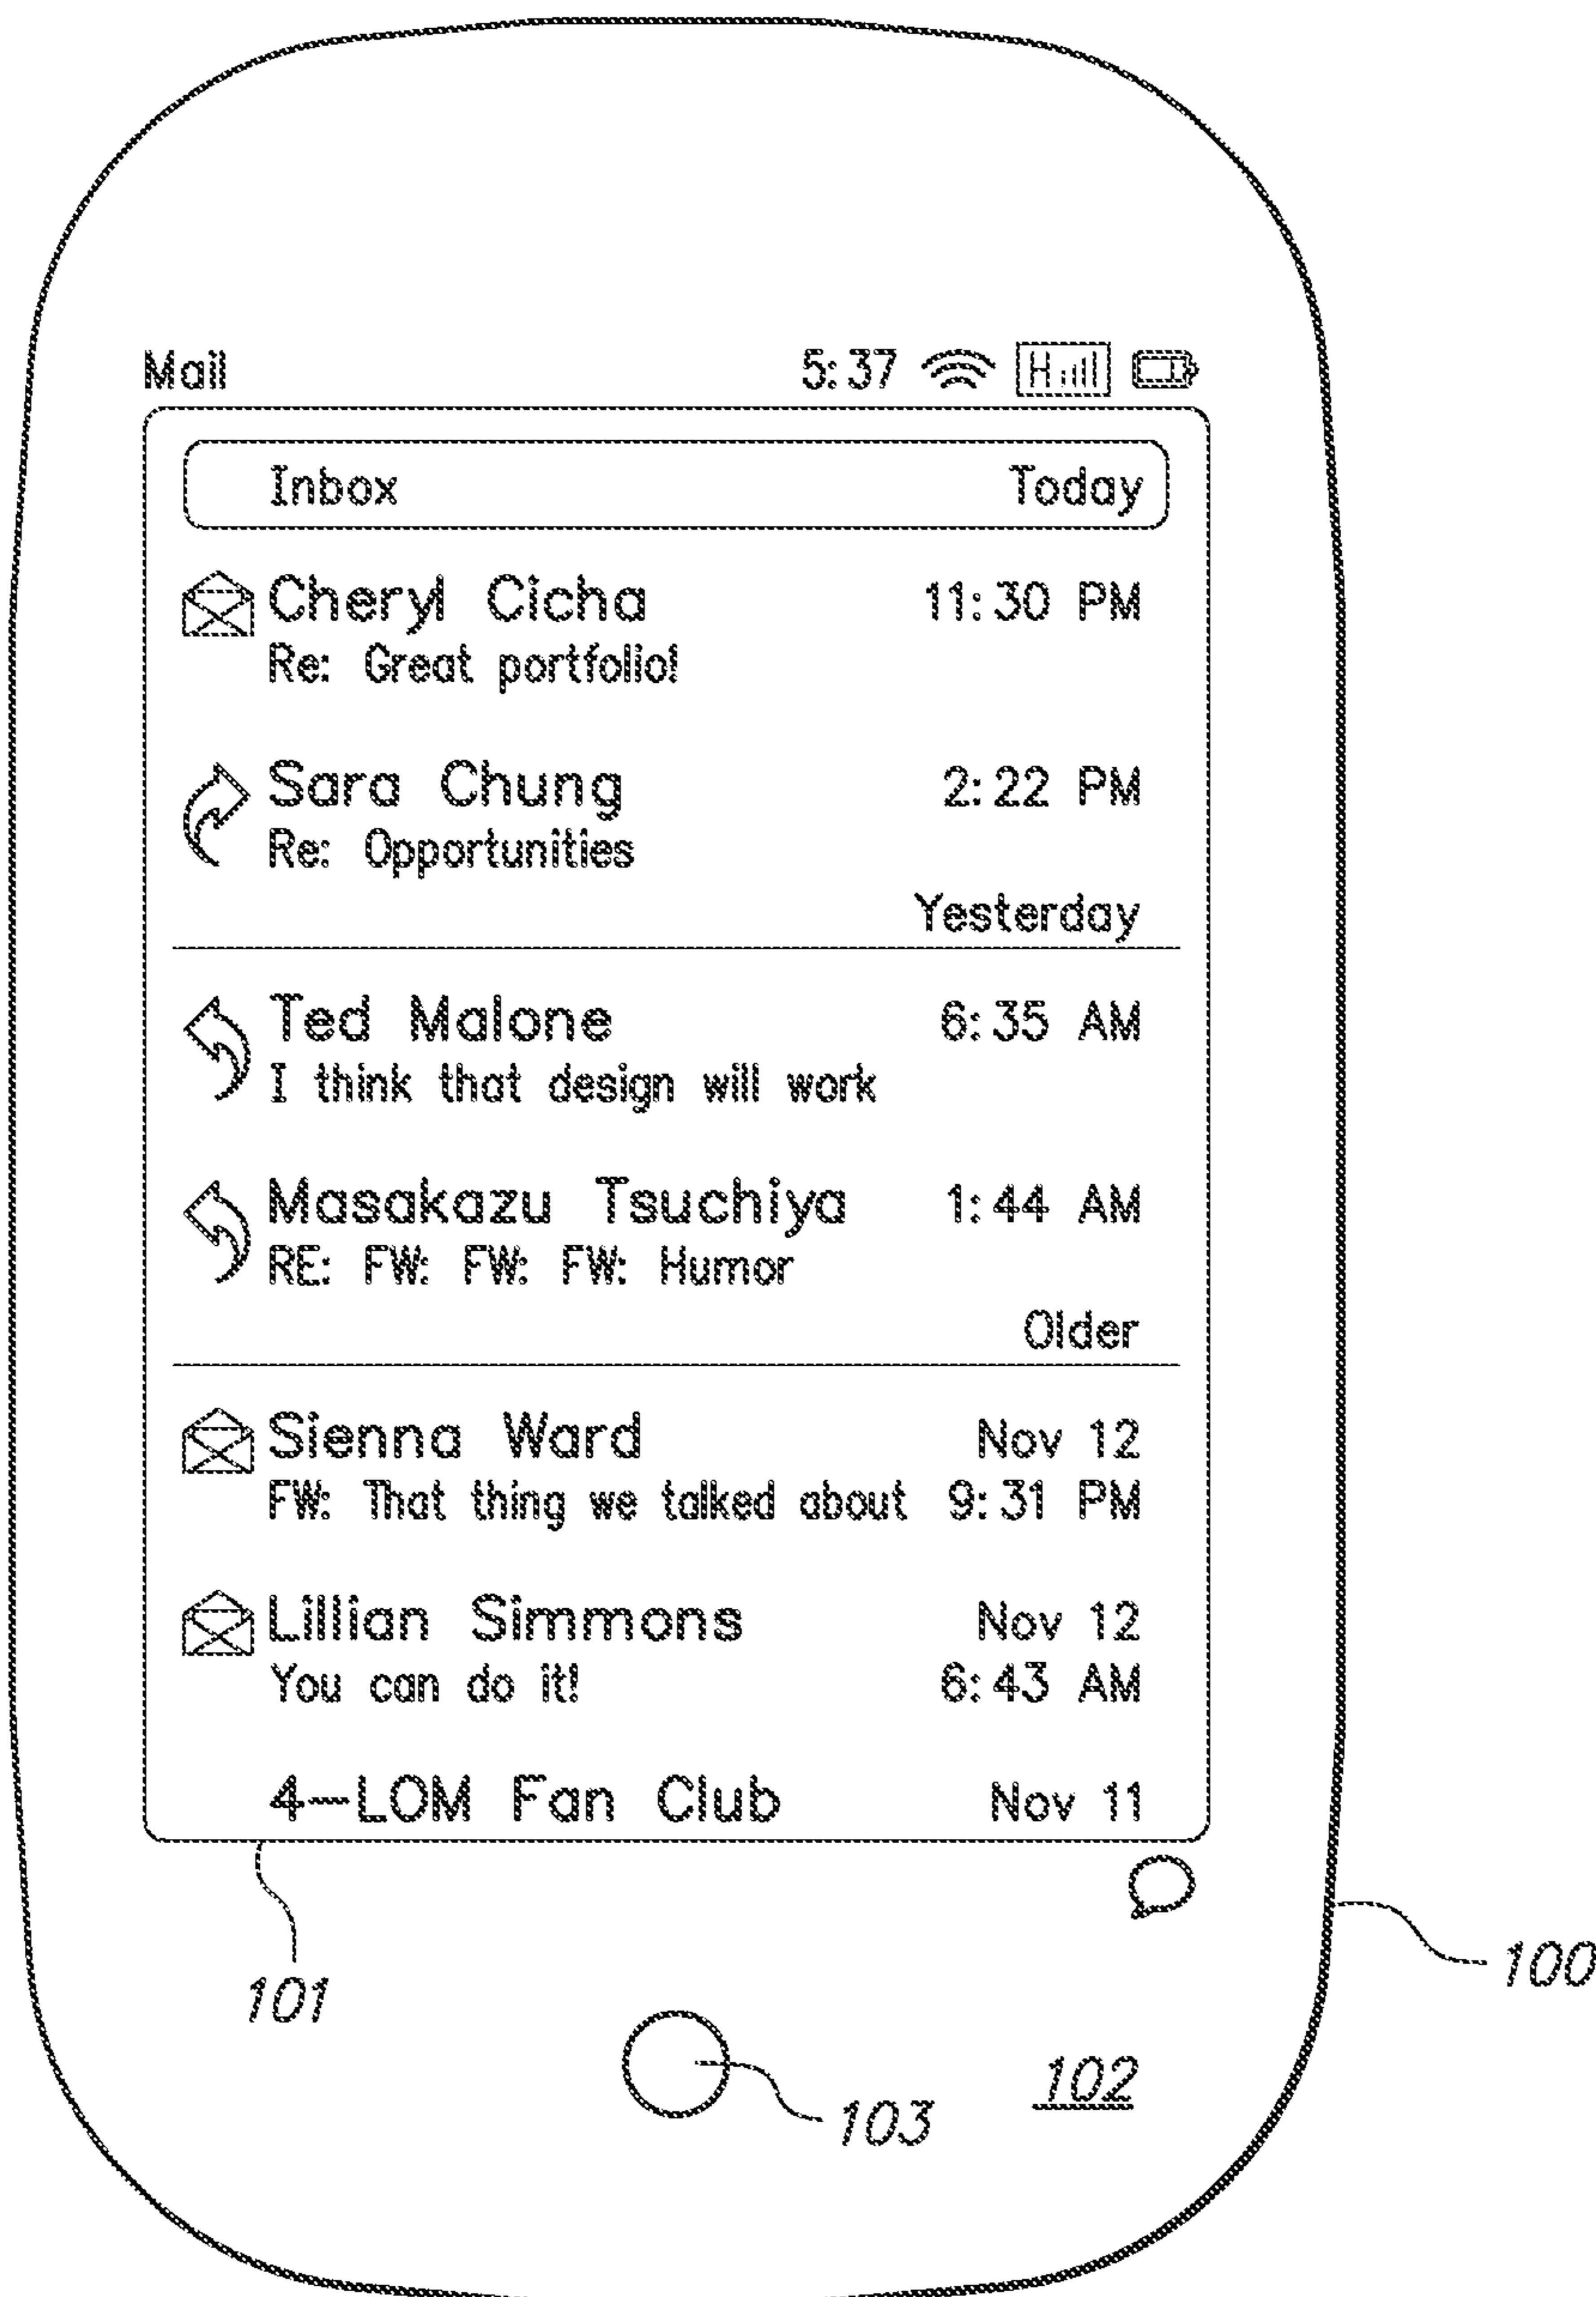 Mail 5:37 H
Inbox Today
Cheryl Cicha 11:30 PM
Re: Great portfolio!
Sara Chung 2:22 PM
Re: Opportunities
Yesterday
Ted Malone 6:35 AM
I think that design will work
Masakazu Tsuchiya 1:44 AM
RE: FW: FW: FW: Humor
Older
Sienna Ward Nov 12
FW: That thing we talked about 9:31 PM
Lillian Simmons Nov 12
You can do it! 6:43 AM
4-LOM Fan Club Nov 11
100
101
102
103